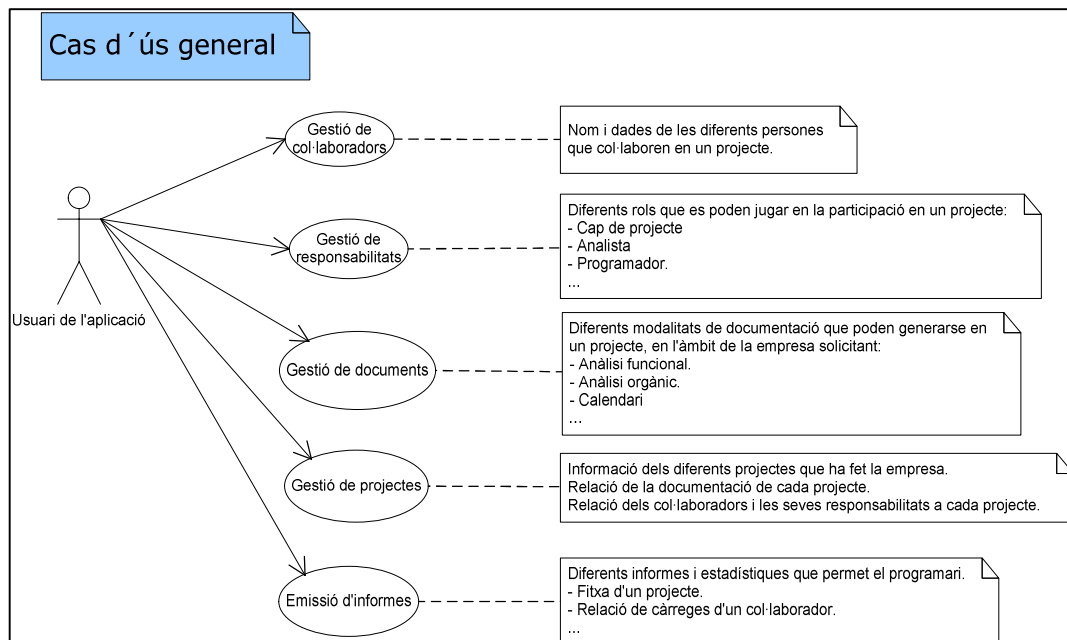 Cas d´ús general
Gestió de
col·laboradors
Nom i dades de les diferents persones
que col·laboren en un projecte.
Usuari de l'aplicació
Gestió de
responsabilitats
Diferents rols que es poden jugar en la participació en un projecte:
- Cap de projecte
- Analista
- Programador.
...
Gestió de documents
Diferents modalitats de documentació que poden generarse en
un projecte, en l'àmbit de la empresa solicitant:
- Anàlisi funcional.
- Anàlisi orgànic.
- Calendari
...
Gestió de projectes
Informació dels diferents projectes que ha fet la empresa.
Relació de la documentació de cada projecte.
Relació dels col·laboradors i les seves responsabilitats a cada projecte.
Emissió d'informes
Diferents informes i estadístiques que permet el programari.
- Fitxa d'un projecte.
- Relació de càrreges d'un col·laborador.
...